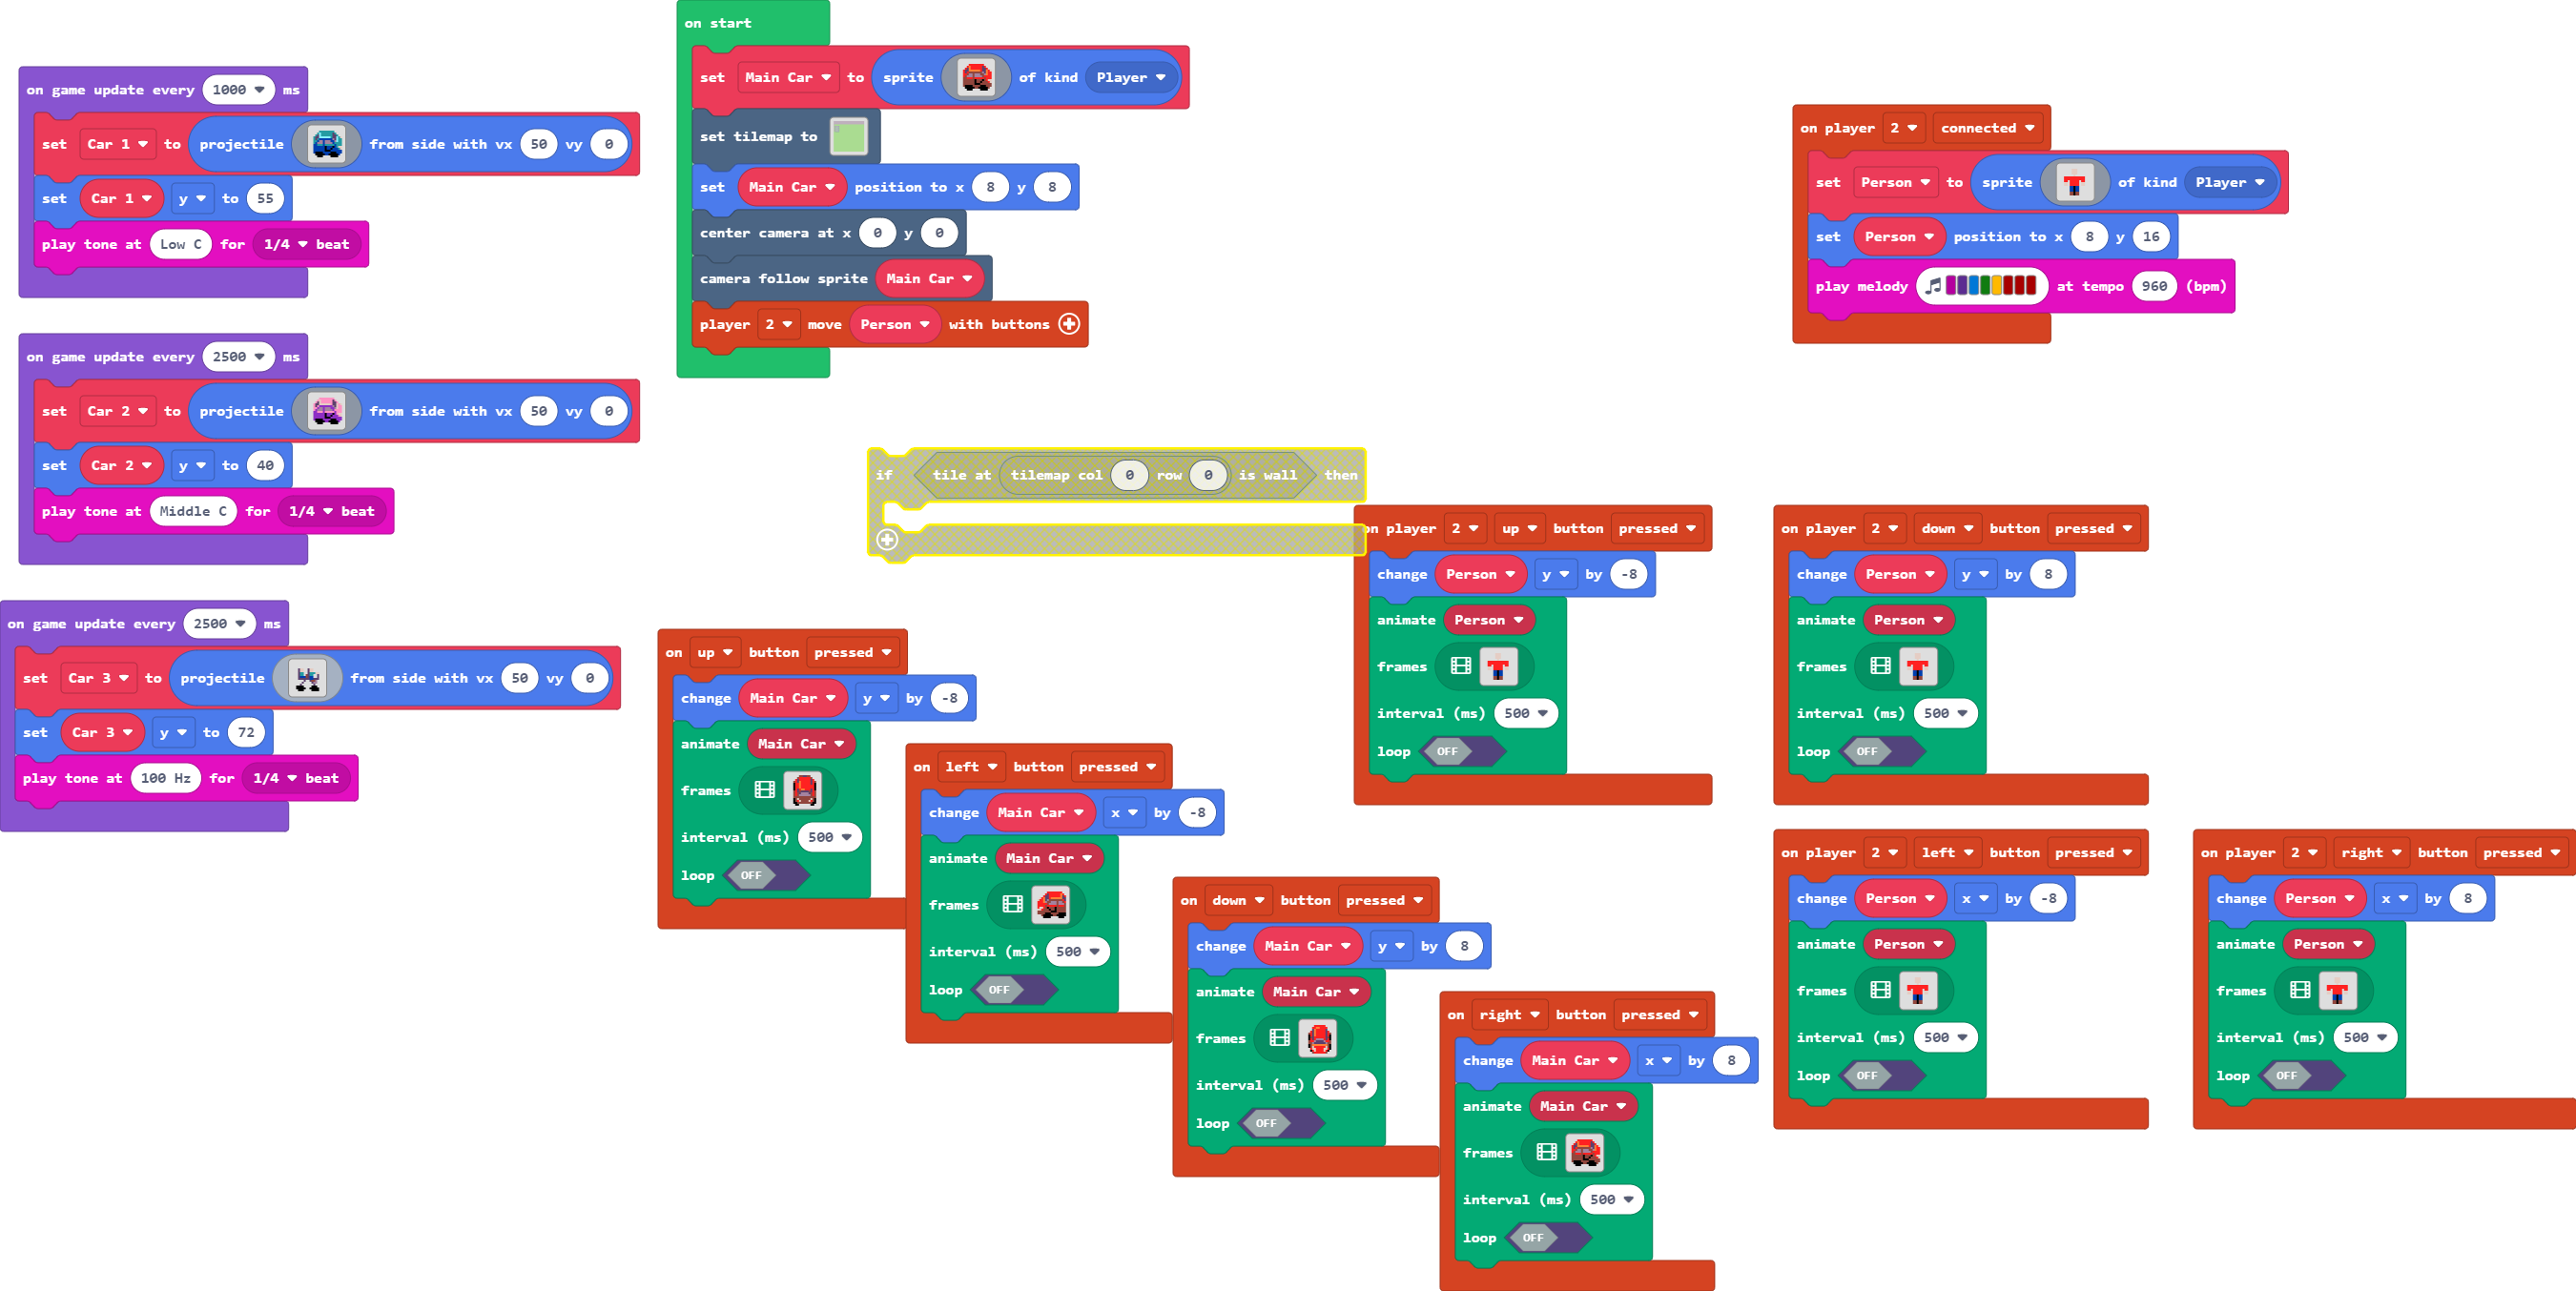 on game update every 1000 ms
set Car 1 to projectile from side with vx 50 vy 0
set Car 1 y to 55
play tone at Low C for 1/4 beat
on game update every 2500 ms
set Car 2 to projectile from side with vx 50 vy 0
set Car 2 y to 40
play tone at Middle C for 1/4 beat
on game update every 2500 ms
set Car 3 to projectile from side with vx 50 vy 0
set Car 3 y to 72
play tone at 100 Hz for 1/4 beat
on start
set Main Car to sprite of kind Player
set tilemap to
set Main Car position to x 8 y 8
center camera at x 0 y 0
camera follow sprite Main Car
player 2 move Person with buttons
if tile at tilemap col 0 row 0 is wall then
on up button pressed
change Main Car y by -8
animate Main Car
frames
interval (ms) 500
loop OFF
on left button pressed
change Main Car x by -8
animate Main Car
frames
interval (ms) 500
loop OFF
on down button pressed
change Main Car y by 8
animate Main Car
frames
interval (ms) 500
loop OFF
on right button pressed
change Main Car x by 8
animate Main Car
frames
interval (ms) 500
loop OFF
on player 2 connected
set Person to sprite of kind Player
set Person position to x 8 y 16
play melody at tempo 960 (bpm)
on player 2 up button pressed
change Person y by -8
animate Person
frames
interval (ms) 500
loop OFF
on player 2 down button pressed
change Person y by 8
animate Person
frames
interval (ms) 500
loop OFF
on player 2 left button pressed
change Person x by -8
animate Person
frames
interval (ms) 500
loop OFF
on player 2 right button pressed
change Person x by 8
animate Person
frames
interval (ms) 500
loop OFF